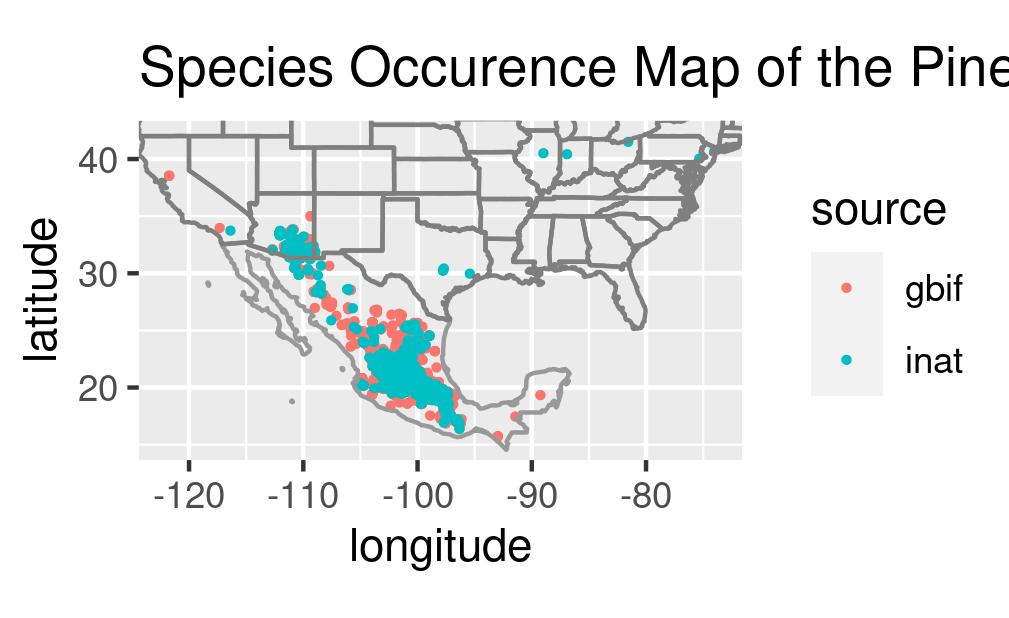 Species Occurence Map of the Pine
latitude
40
30
20
-120 -110 -100 -90 -80
longitude
source
gbif
inat